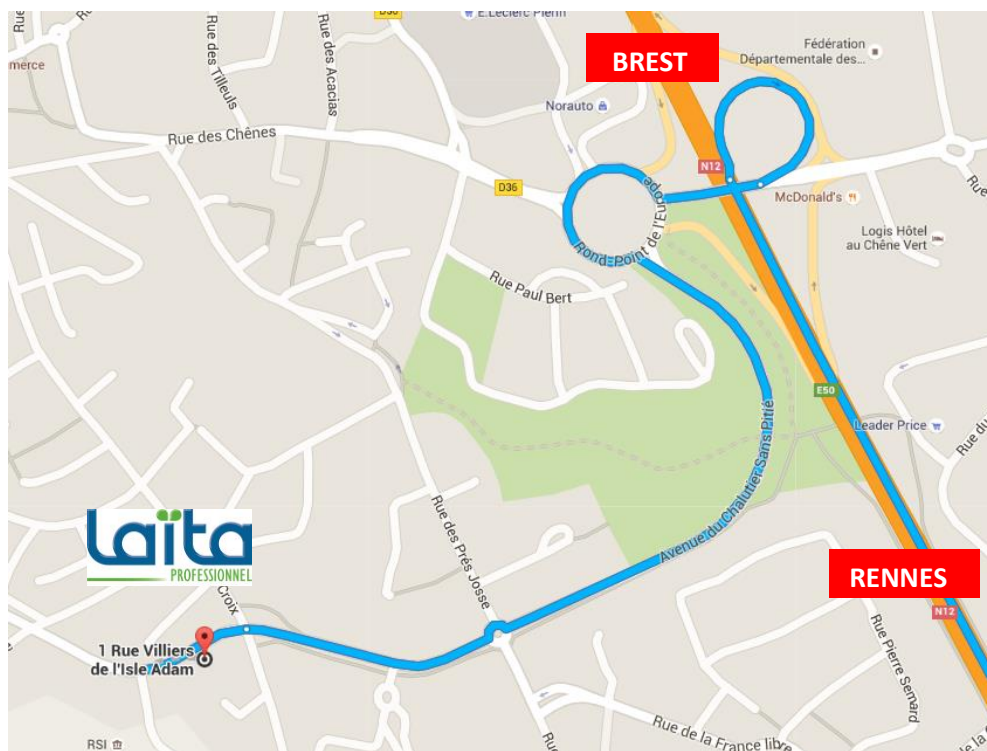 D36
E.Leclerc Plérin
BREST
Fédération
Départementale des...
merce
Rue des Tilleuls
Rue des Acacias
Norauto
Rue des Chênes
N12
D36
McDonald's
Rond-Point de l'Europe
Logis Hôtel
au Chêne Vert
Rue Paul Bert
E50
Leader Price
Rue du
Avenue du Chalutier Sans Pitié
Rue des Prés Josse
Laïta
PROFESSIONNEL
RENNES
N12
Croix
1 Rue Villiers
de l'Isle Adam
Rue Pierre Semard
Rue de la France libre
RSI